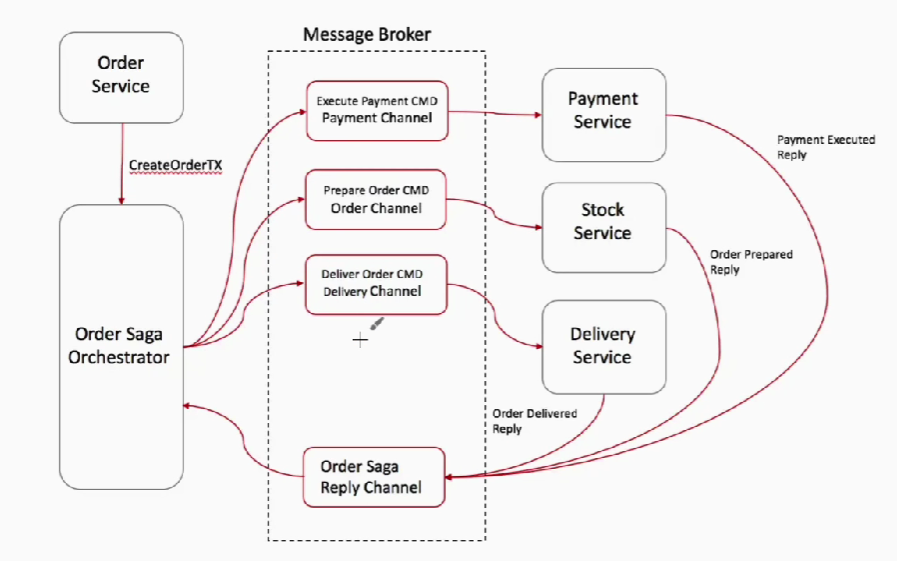 Message Broker
Order
Service
CreateOrderTX
Order Saga
Orchestrator
Execute Payment CMD
Payment Channel
Prepare Order CMD
Order Channel
Deliver Order CMD
Delivery Channel
Order Saga
Reply Channel
Payment
Service
Stock
Service
Delivery
Service
Payment Executed
Reply
Order Prepared
Reply
Order Delivered
Reply